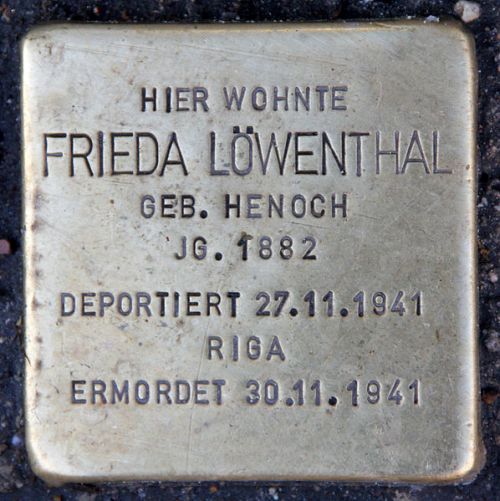 HIER WOHNTE
FRIEDA LÖWENTHAL
GEB. HENOCH
JG. 1882
DEPORTIERT 27.11.1941
RIGA
ERMORDET 30.11.1941